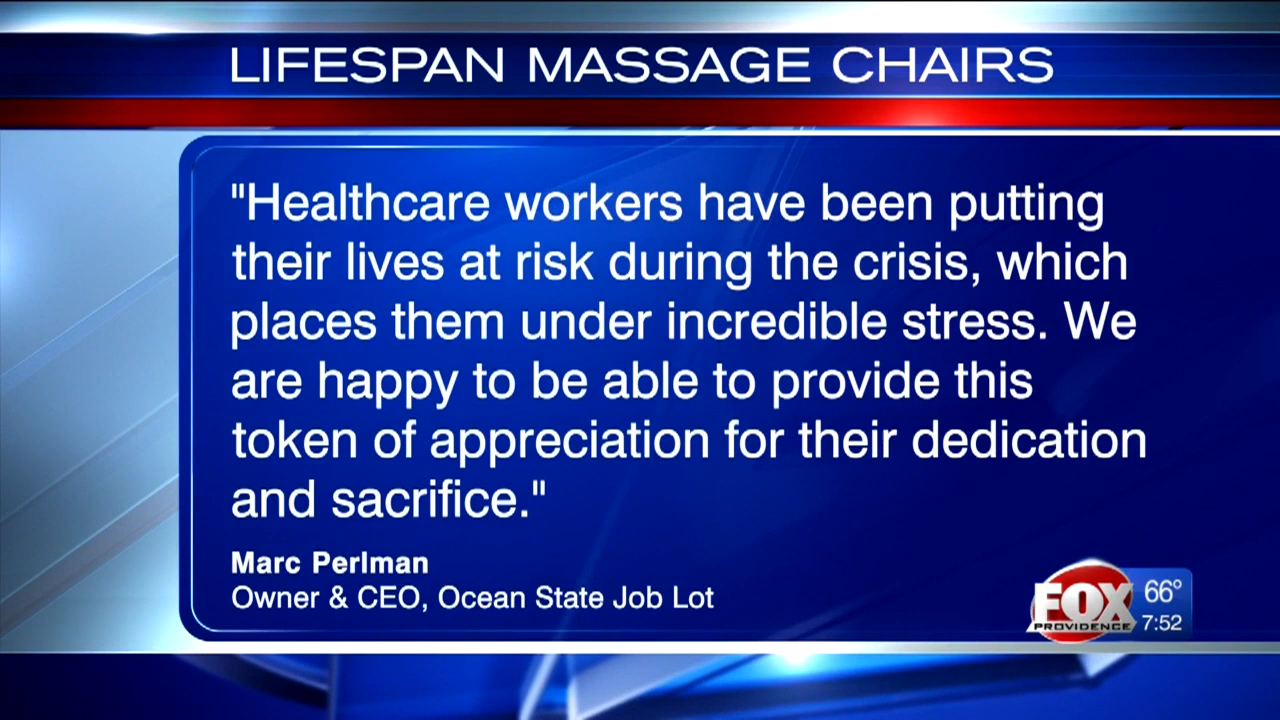 LIFESPAN MASSAGE CHAIRS
"Healthcare workers have been putting
their lives at risk during the crisis, which
places them under incredible stress. We
are happy to be able to provide this
token of appreciation for their dedication
and sacrifice."
Marc Perlman
Owner & CEO, Ocean State Job Lot
FOX
PROVIDENCE
66°
7:52